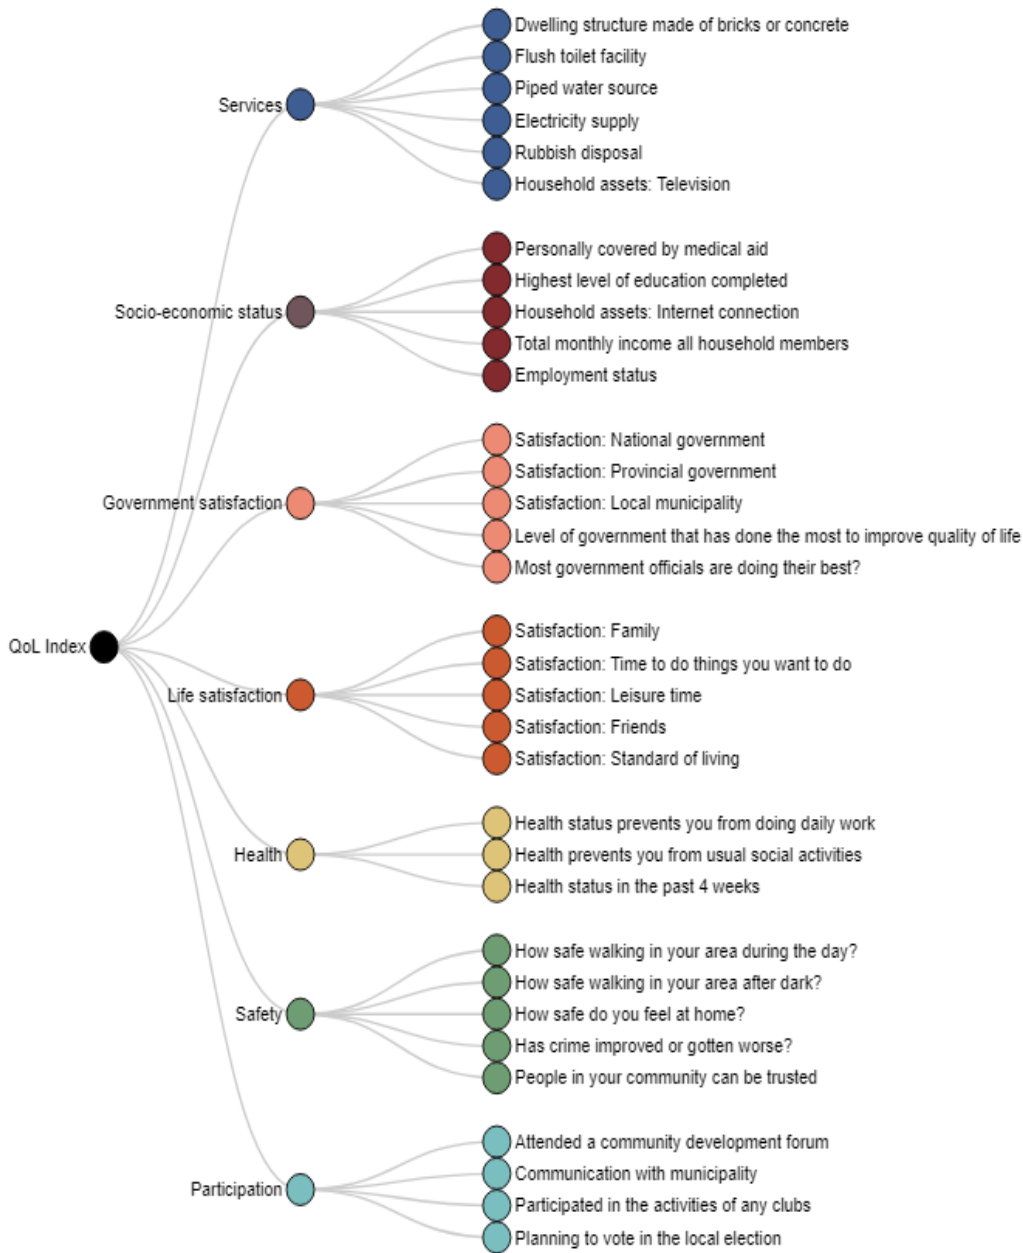 QoL Index
Services
Dwelling structure made of bricks or concrete
Flush toilet facility
Piped water source
Electricity supply
Rubbish disposal
Household assets: Television
Socio-economic status
Personally covered by medical aid
Highest level of education completed
Household assets: Internet connection
Total monthly income all household members
Employment status
Government satisfaction
Satisfaction: National government
Satisfaction: Provincial government
Satisfaction: Local municipality
Level of government that has done the most to improve quality of life
Most government officials are doing their best?
Life satisfaction
Satisfaction: Family
Satisfaction: Time to do things you want to do
Satisfaction: Leisure time
Satisfaction: Friends
Satisfaction: Standard of living
Health
Health status prevents you from doing daily work
Health prevents you from usual social activities
Health status in the past 4 weeks
Safety
How safe walking in your area during the day?
How safe walking in your area after dark?
How safe do you feel at home?
Has crime improved or gotten worse?
People in your community can be trusted
Participation
Attended a community development forum
Communication with municipality
Participated in the activities of any clubs
Planning to vote in the local election